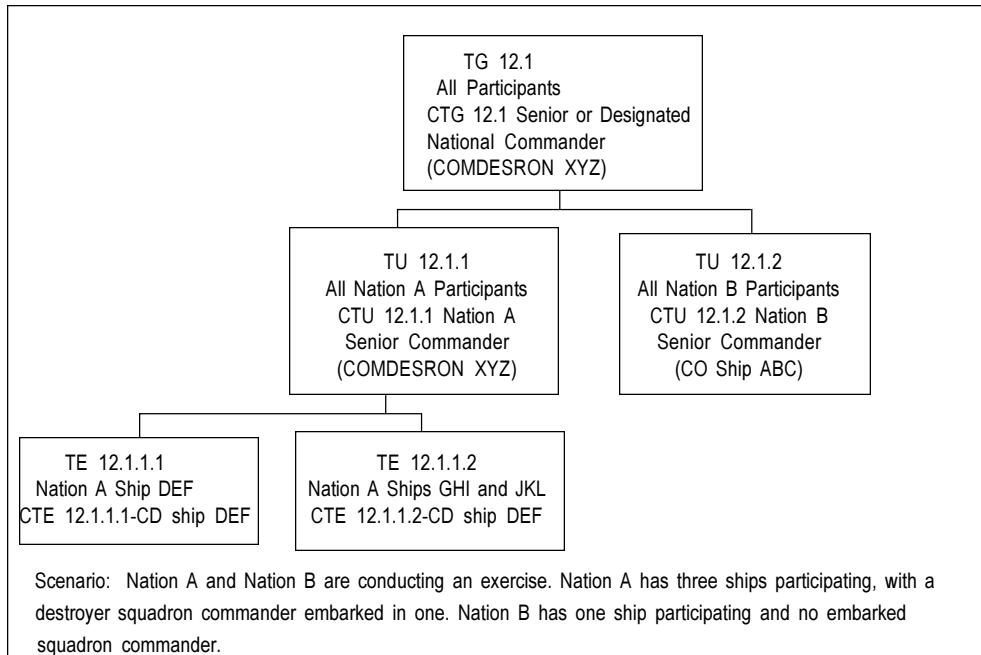 TG 12.1
All Participants
CTG 12.1 Senior or Designated
National Commander
(COMDESRON XYZ)
TU 12.1.1
All Nation A Participants
CTU 12.1.1 Nation A
Senior Commander
(COMDESRON XYZ)
TU 12.1.2
All Nation B Participants
CTU 12.1.2 Nation B
Senior Commander
(CO Ship ABC)
TE 12.1.1.1
Nation A Ship DEF
CTE 12.1.1.1-CD ship DEF
TE 12.1.1.2
Nation A Ships GHI and JKL
CTE 12.1.1.2-CD ship DEF
Scenario: Nation A and Nation B are conducting an exercise. Nation A has three ships participating, with a
destroyer squadron commander embarked in one. Nation B has one ship participating and no embarked
squadron commander.